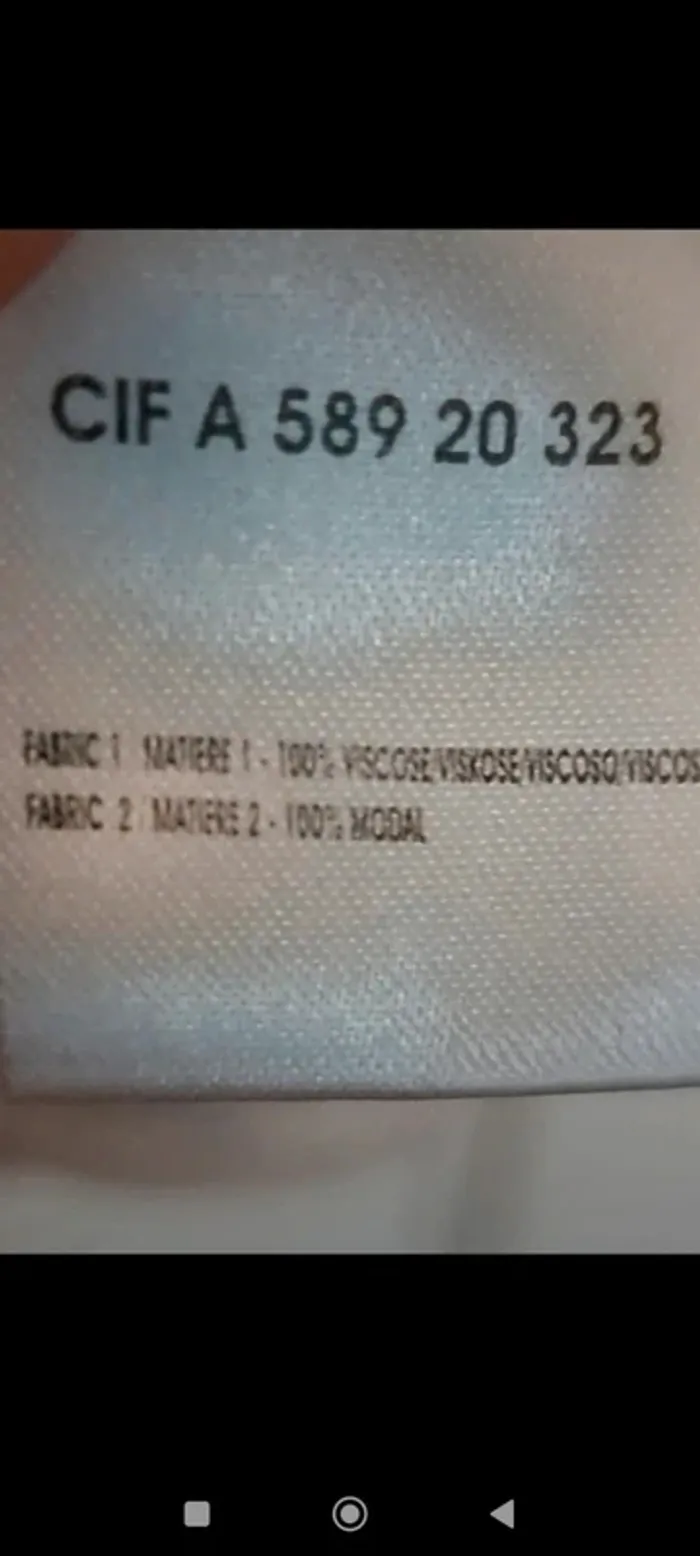 CIF A 589 20 323
FABRIC 1 MATIERE 1 - 100% VISCOSE/VISKOSE/VISCOSO/VISCOS
FABRIC 2 MATIERE 2 - 100% MODAL